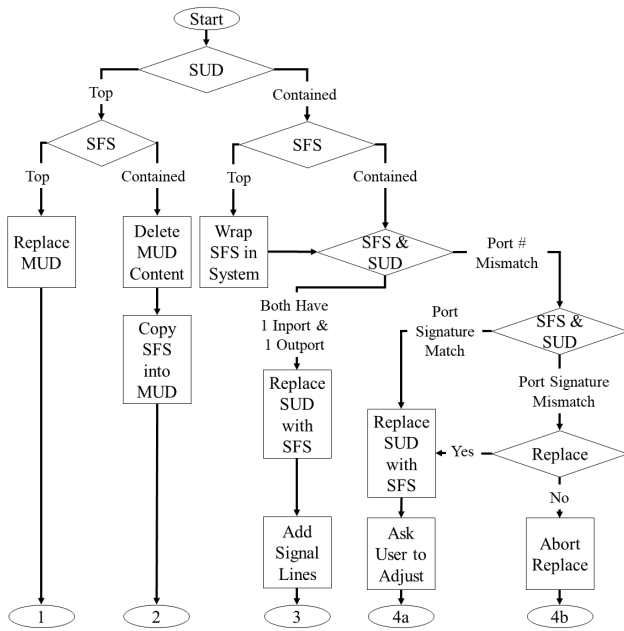 Start
SUD
Top
Contained
SFS
SFS
Top
Contained
Top
Contained
Replace
MUD
Delete
MUD
Content
Wrap
SFS in
System
SFS &
SUD
Port #
Mismatch
Both Have
1 Inport &
1 Outport
Port
Signature
Match
SFS &
SUD
Copy
SFS
into
MUD
Port Signature
Mismatch
Replace
SUD
with
SFS
Replace
SUD
with
SFS
Yes
Replace
No
Add
Signal
Lines
Ask
User to
Adjust
Abort
Replace
1
2
3
4a
4b